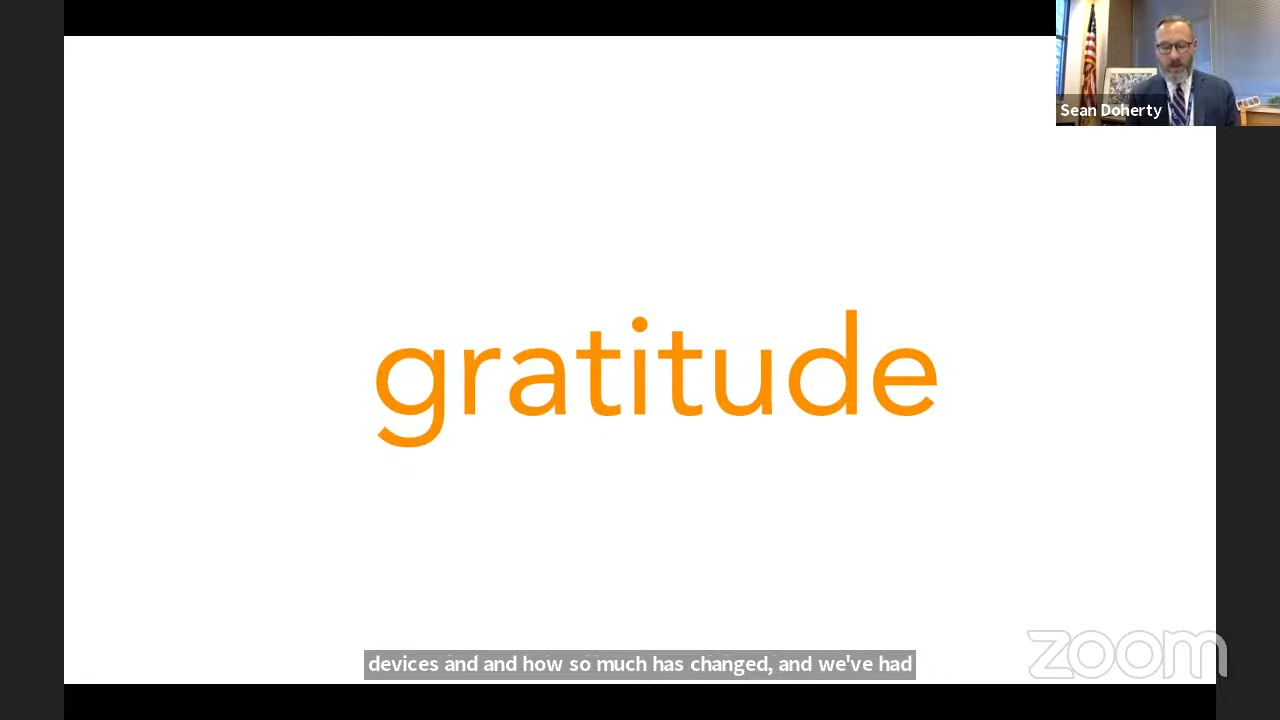 Sean Doherty
gratitude
devices and and how so much has changed, and we've had
zoom